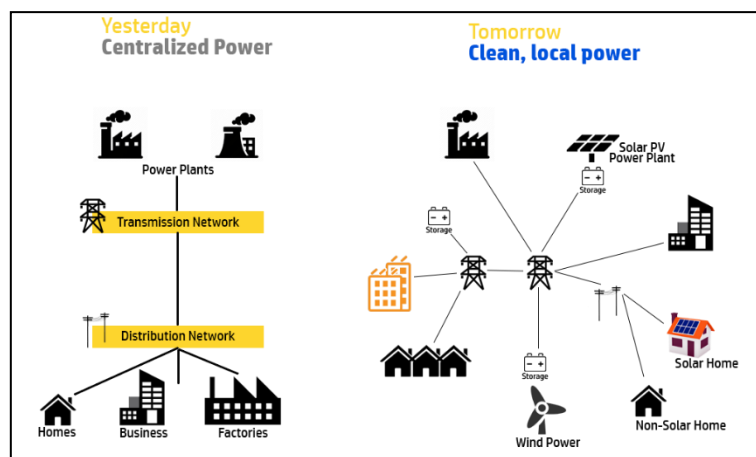 Yesterday
Centralized Power
Power Plants
Transmission Network
Distribution Network
Homes
Business
Factories
Tomorrow
Clean, local power
Solar PV
Power Plant
Storage
Storage
Storage
Solar Home
Non-Solar Home
Wind Power